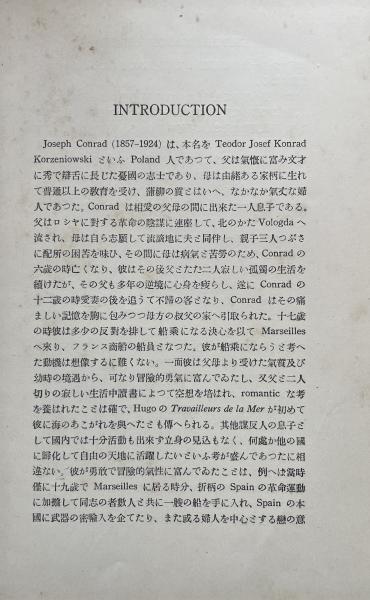 INTRODUCTION
Joseph Conrad (1857–1924) は、本名を Teodor Josef Konrad
Korzeniowski といふ Poland 人であつて、父は氣慨に富み文才
に秀で辯舌に長じた憂國の志士であり、母は由緒ある家柄に生れ
て普通以上の敎育を受け、蒲柳の質とはいへ、なかなか氣丈な婦
人であつた。Conrad は相愛の父母の間に出來た一人息子である。
父はロシヤに對する革命の陰謀に連座して、北のかた Vologda へ
流され、母は自ら志願して流謫地に夫と同伴し、親子三人つぶさ
に配所の困苦を味ひ、その間に母は病氣と苦勞のため、Conrad の
六歲の時亡くなり、彼はその後父とたた二人寂しい孤獨の生活を
續けたが、その父も多年の逆境に心身を疲らし、遂に Conrad の
十二歲の時愛妻の後を追うて不歸の客となり、Conrad はその痛
ましい記憶を胸に包みつつ母方の叔父の家へ引取られた。十七歲
の時彼は多少の反對を排して船乘になる決心を以て Marseilles
へ來り、フランス商船の船員となつた。彼が船乘にならうと考へ
た動機は想像するに難くない。一面彼は父母より受けた氣質及び
幼時の境遇から、可なり冒險的勇氣に富んでゐたし、又父と二人
切りの寂しい生活中讀書によつて空想を培はれ、romantic な考
を養はれたことは確で、Hugo の Travailleurs de la Mer が初めて
彼に海のあこがれを與へたとも傳へられる。其他謀反人の息子と
して國內では十分活動も出來ず立身の見込もなく、何處か他の國
に歸化して自由の天地に活躍したいといふ考が盛んであつたに相
違ない。彼が勇敢で冒險的氣性に富んでゐたことは、例へば當時
僅に十九歲で Marseilles に居る時分、折柄の Spain の革命運動
に加擔して同志の者數人と共に一艘の船を手に入れ、Spain の本
國に武器の密輸入を企てたり、また或る婦人を中心とする戀の意